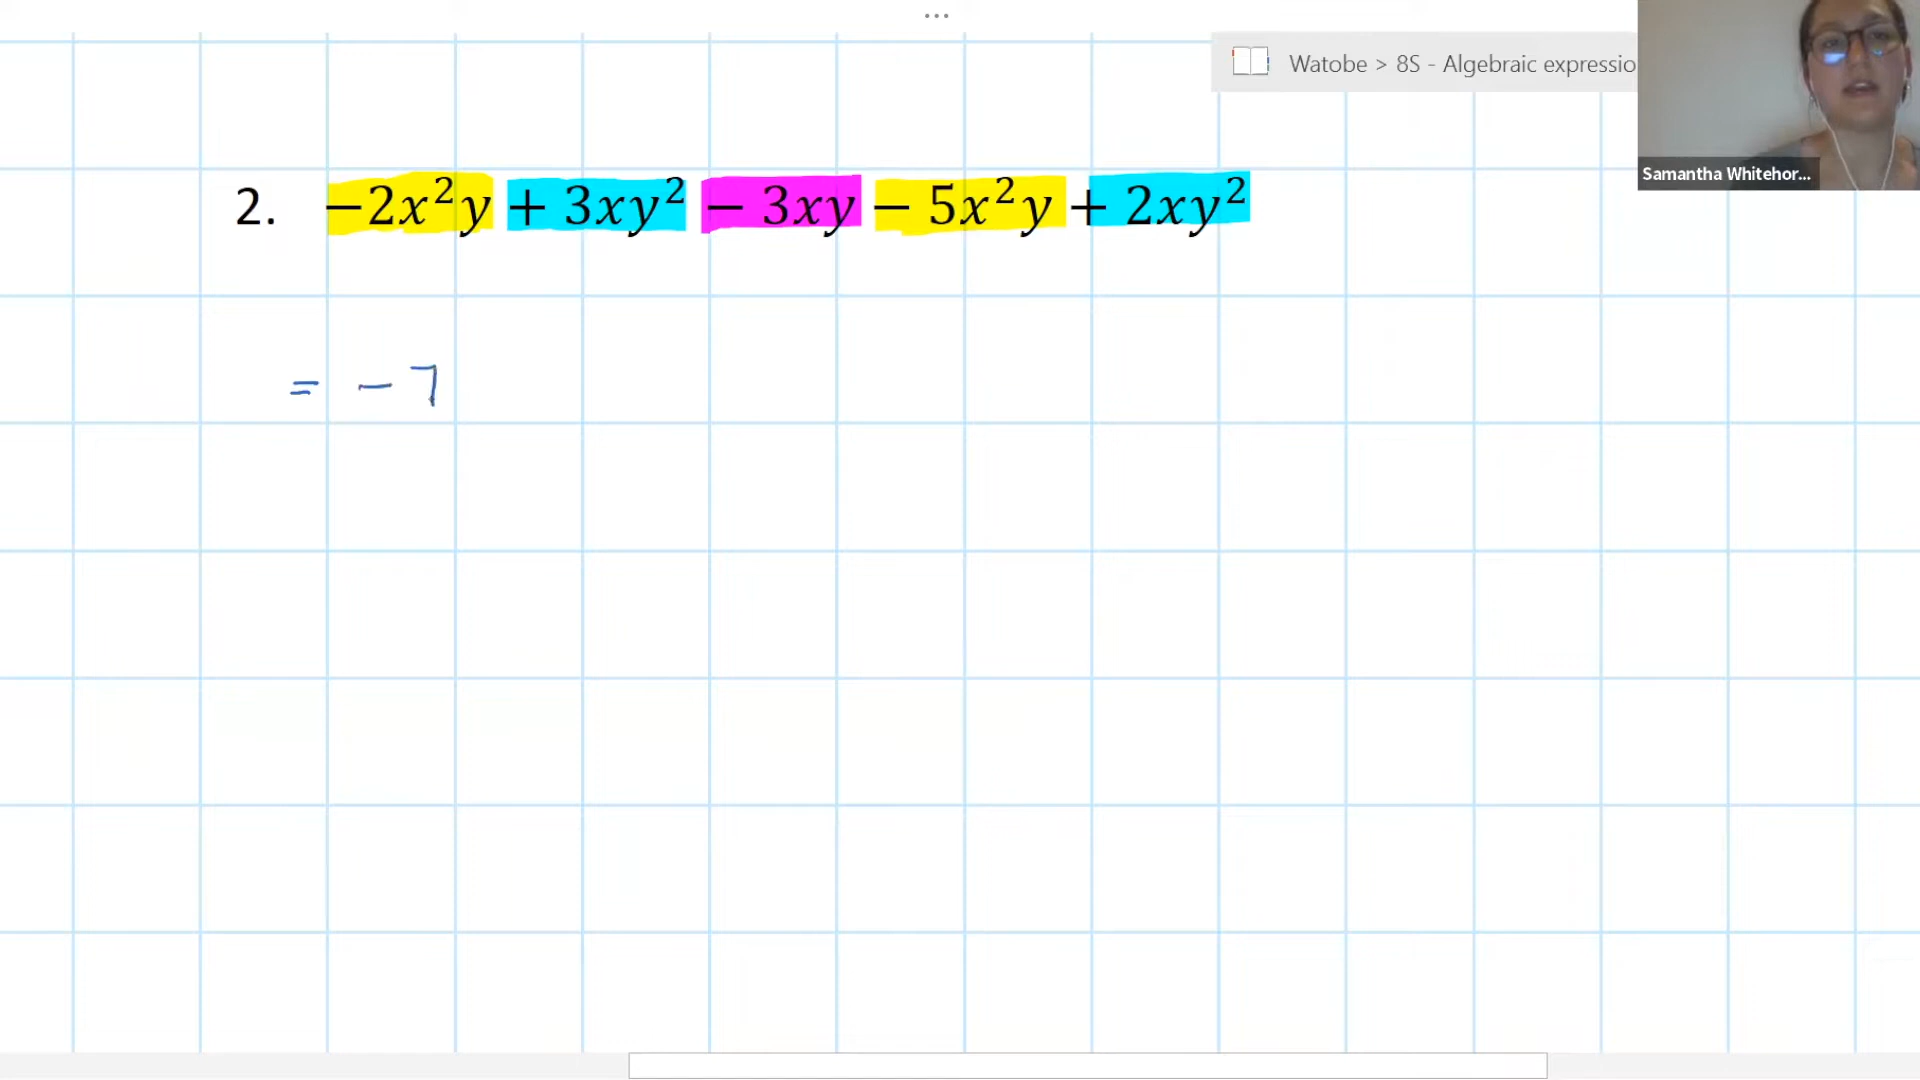 ...
Watobe > 8S - Algebraic expressio
Samantha Whitehor...
2. −2x²y + 3xy² − 3xy − 5x²y + 2xy²
= − 7